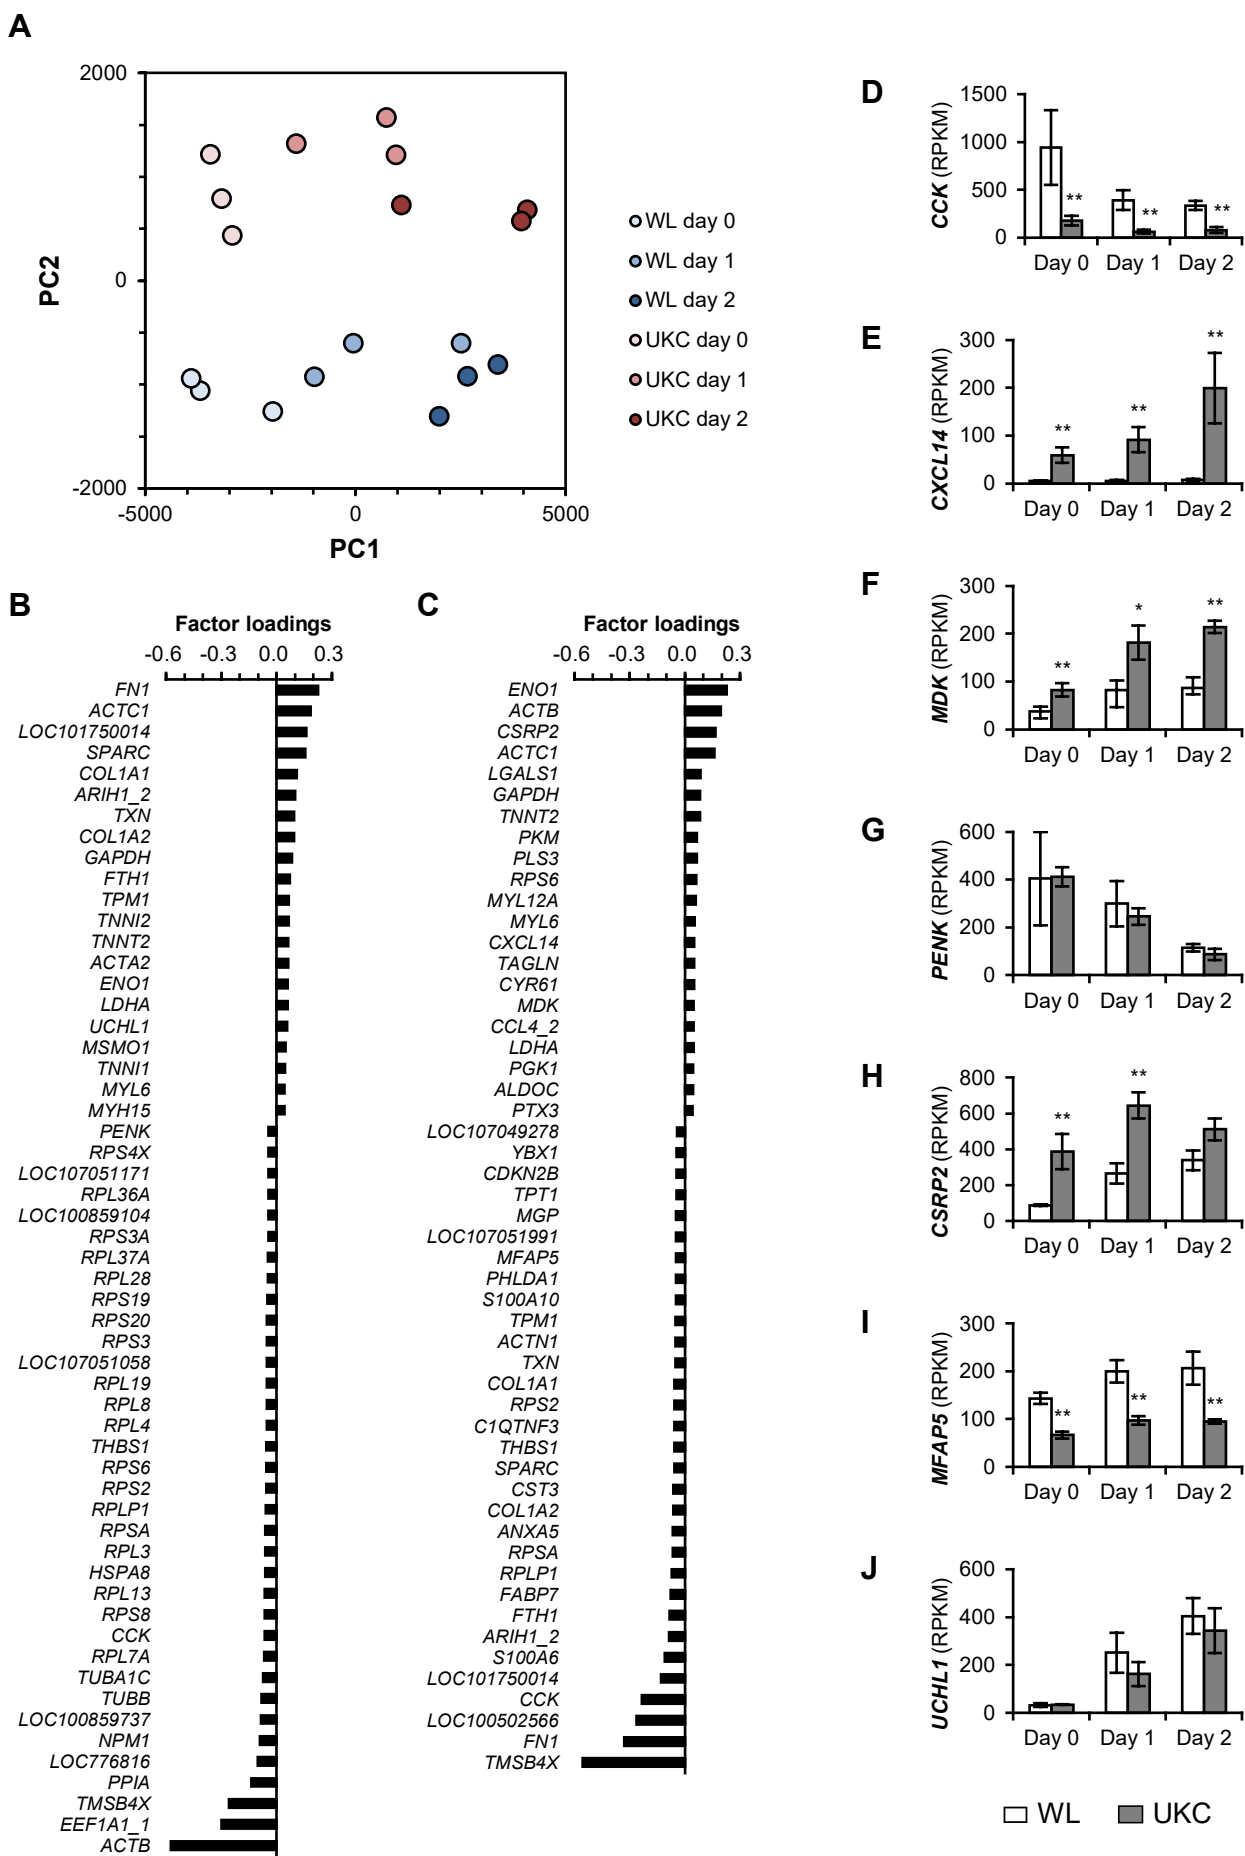 A
2000
0
-2000
PC2
-5000
0
5000
PC1
WL day 0
WL day 1
WL day 2
UKC day 0
UKC day 1
UKC day 2
B
Factor loadings
-0.6 -0.3 0.0 0.3
FN1
ACTC1
LOC101750014
SPARC
COL1A1
ARIH1_2
TXN
COL1A2
GAPDH
FTH1
TPM1
TNNI2
TNNT2
ACTA2
ENO1
LDHA
UCHL1
MSMO1
TNNI1
MYL6
MYH15
PENK
RPS4X
LOC107051171
RPL36A
LOC100859104
RPS3A
RPL37A
RPL28
RPS19
RPS20
RPS3
LOC107051058
RPL19
RPL8
RPL4
THBS1
RPS6
RPS2
RPLP1
RPSA
RPL3
HSPA8
RPL13
RPS8
CCK
RPL7A
TUBA1C
TUBB
LOC100859737
NPM1
LOC776816
PPIA
TMSB4X
EEF1A1_1
ACTB
C
Factor loadings
-0.6 -0.3 0.0 0.3
ENO1
ACTB
CSRP2
ACTC1
LGALS1
GAPDH
TNNT2
PKM
PLS3
RPS6
MYL12A
MYL6
CXCL14
TAGLN
CYR61
MDK
CCL4_2
LDHA
PGK1
ALDOC
PTX3
LOC107049278
YBX1
CDKN2B
TPT1
MGP
LOC107051991
MFAP5
PHLDA1
S100A10
TPM1
ACTN1
TXN
COL1A1
RPS2
C1QTNF3
THBS1
SPARC
CST3
COL1A2
ANXA5
RPSA
RPLP1
FABP7
FTH1
ARIH1_2
S100A6
LOC101750014
CCK
LOC100502566
FN1
TMSB4X
D
CCK (RPKM)
1500
1000
500
0
** ** **
Day 0 Day 1 Day 2
E
CXCL14 (RPKM)
300
200
100
0
** ** **
Day 0 Day 1 Day 2
F
MDK (RPKM)
300
200
100
0
** * **
Day 0 Day 1 Day 2
G
PENK (RPKM)
600
400
200
0
Day 0 Day 1 Day 2
H
CSRP2 (RPKM)
800
600
400
200
0
** **
Day 0 Day 1 Day 2
I
MFAP5 (RPKM)
300
200
100
0
** ** **
Day 0 Day 1 Day 2
J
UCHL1 (RPKM)
600
400
200
0
Day 0 Day 1 Day 2
WL UKC